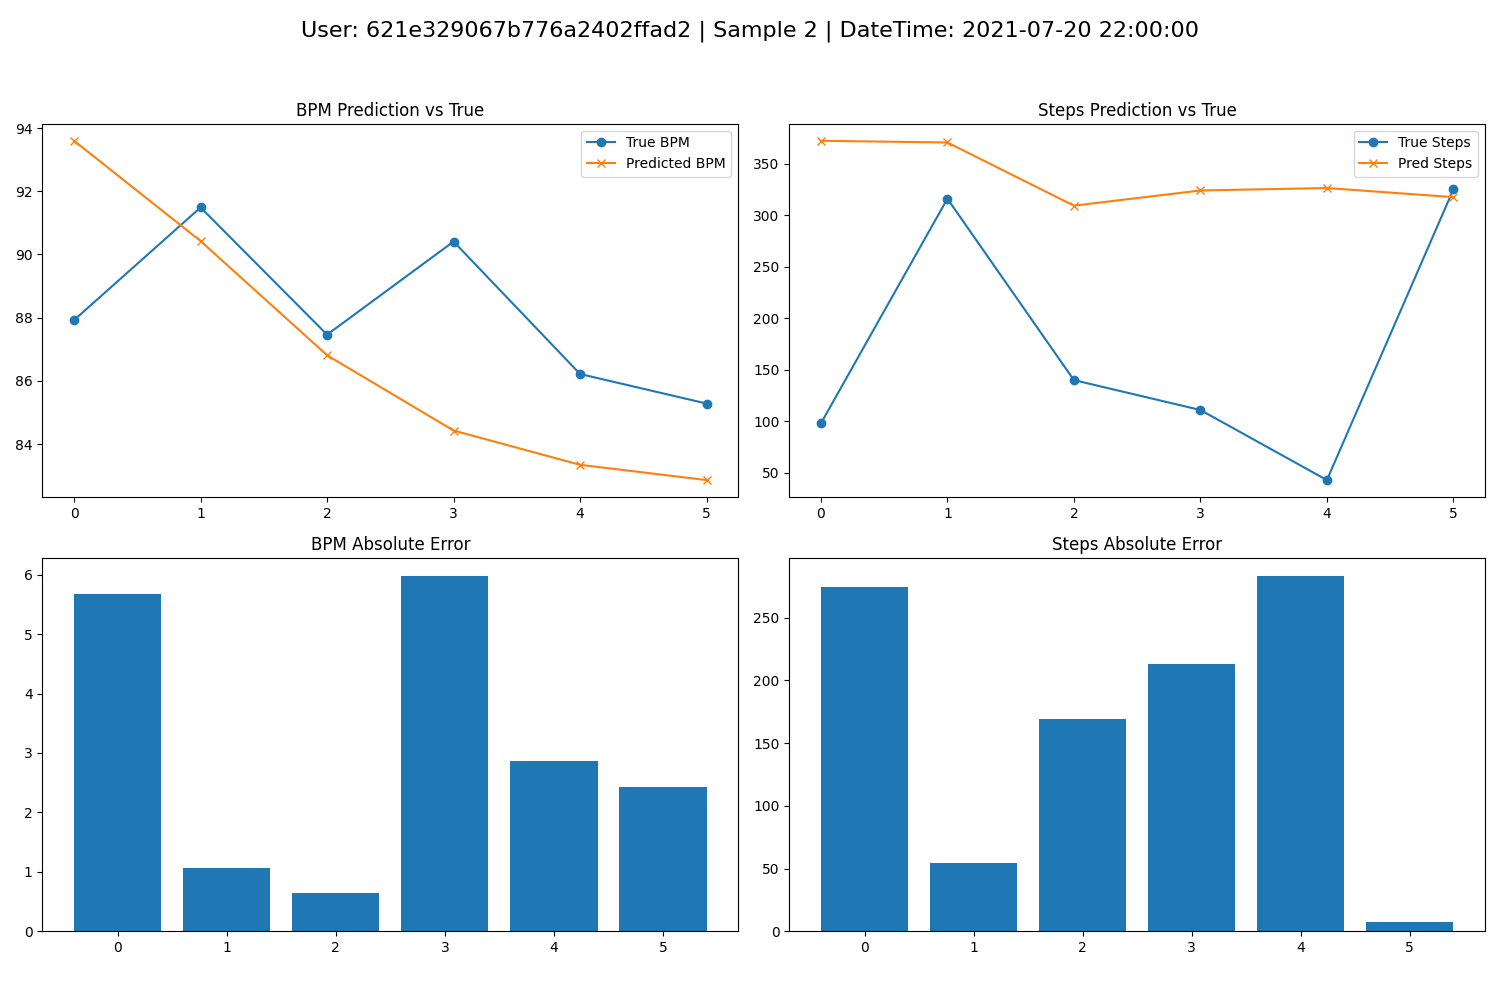 User: 621e329067b776a2402ffad2 | Sample 2 | DateTime: 2021-07-20 22:00:00
BPM Prediction vs True
94
92
90
88
86
84
0 1 2 3 4 5
True BPM
Predicted BPM
Steps Prediction vs True
350
300
250
200
150
100
50
0 1 2 3 4 5
True Steps
Pred Steps
BPM Absolute Error
6
5
4
3
2
1
0
0 1 2 3 4 5
Steps Absolute Error
250
200
150
100
50
0
0 1 2 3 4 5